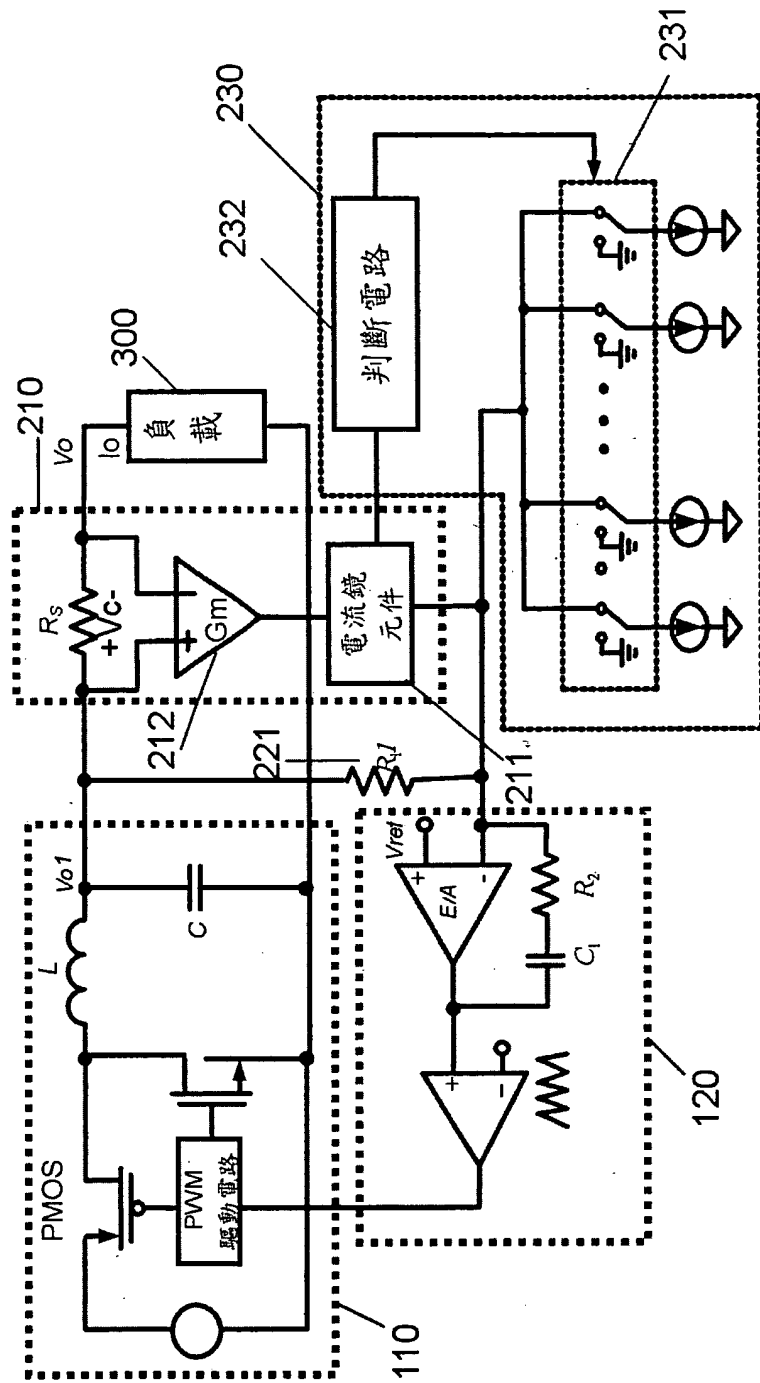 PMOS
L
Vo1
C
PWM
驅動電路
110
Rs
+Vc-
+
-
Gm
212
210
Vo
Io
300
負載
電流鏡
元件
211
221
R1
Vref
+
-
E/A
R2
C1
+
-
120
232
230
判斷電路
231